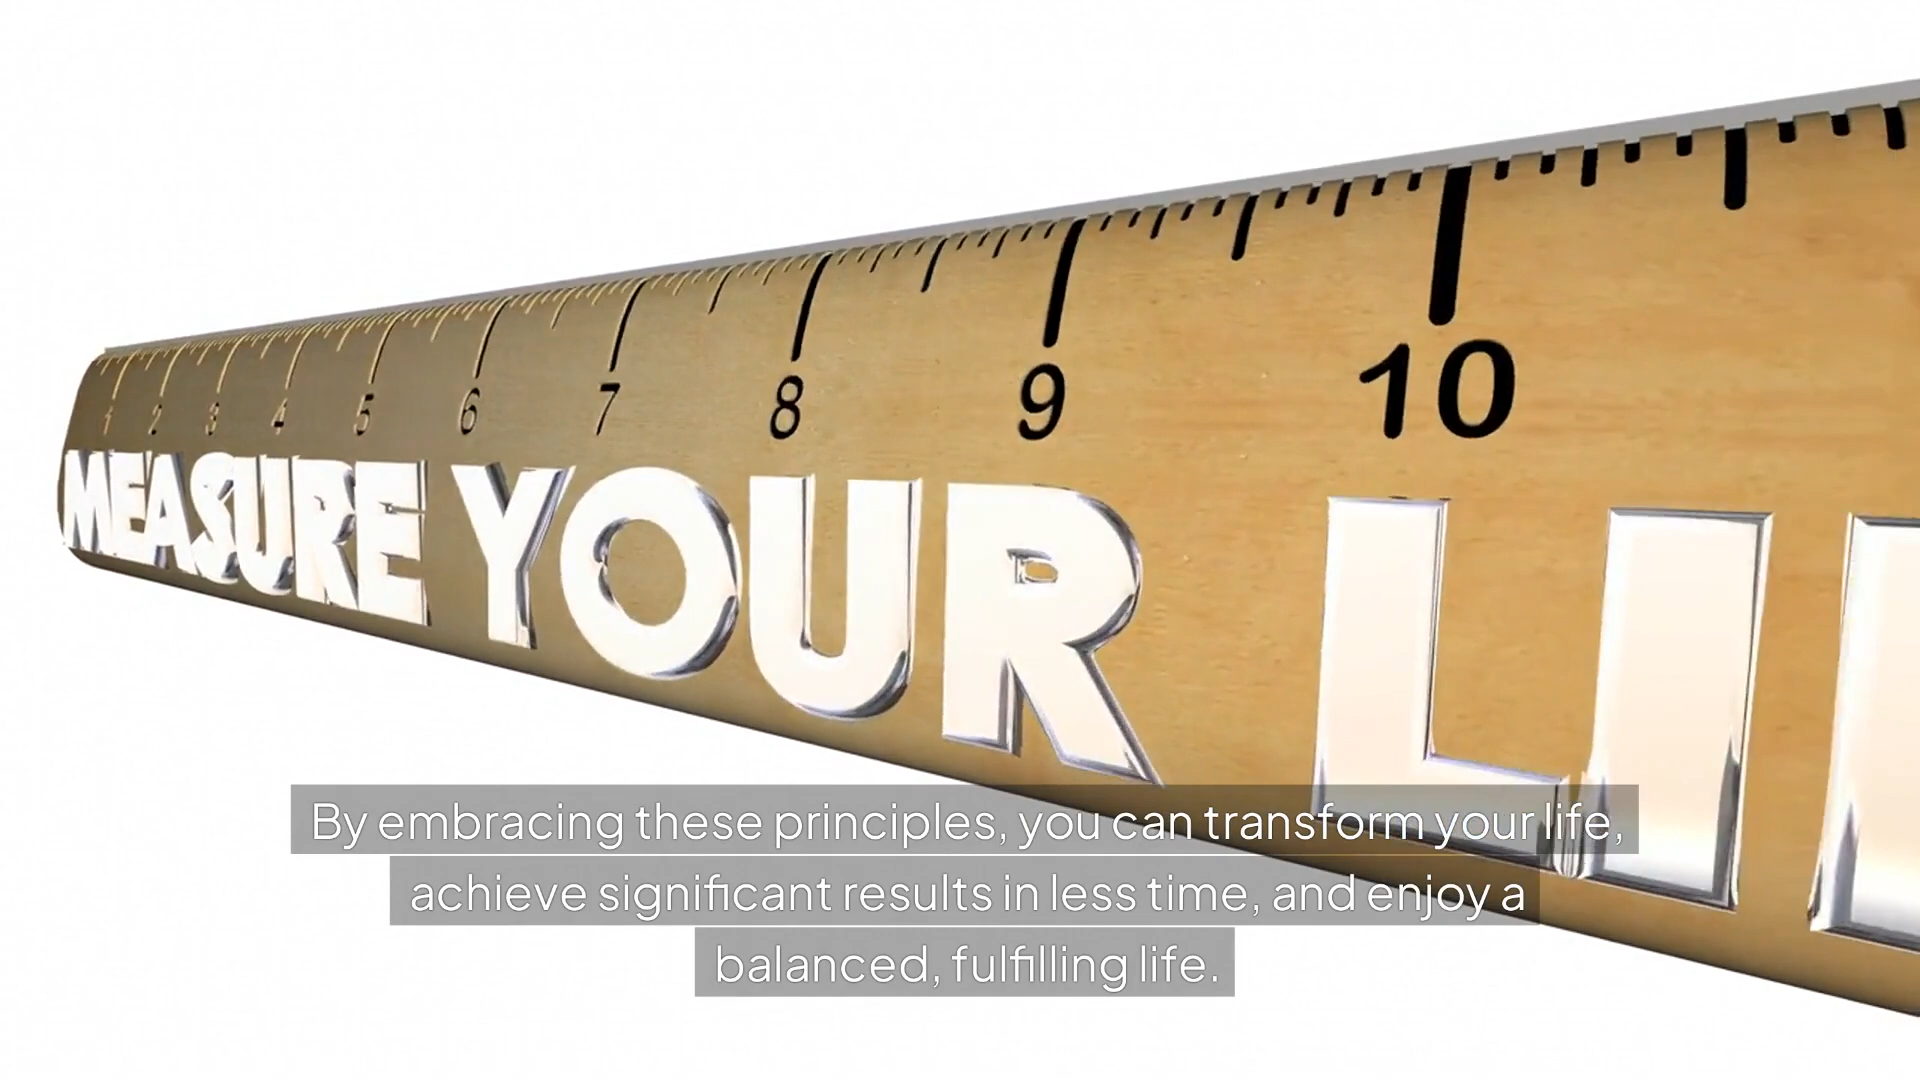 1 2 3 4 5 6 7 8 9 10
MEASURE YOUR LI
By embracing these principles, you can transform your life,
achieve significant results in less time, and enjoy a
balanced, fulfilling life.